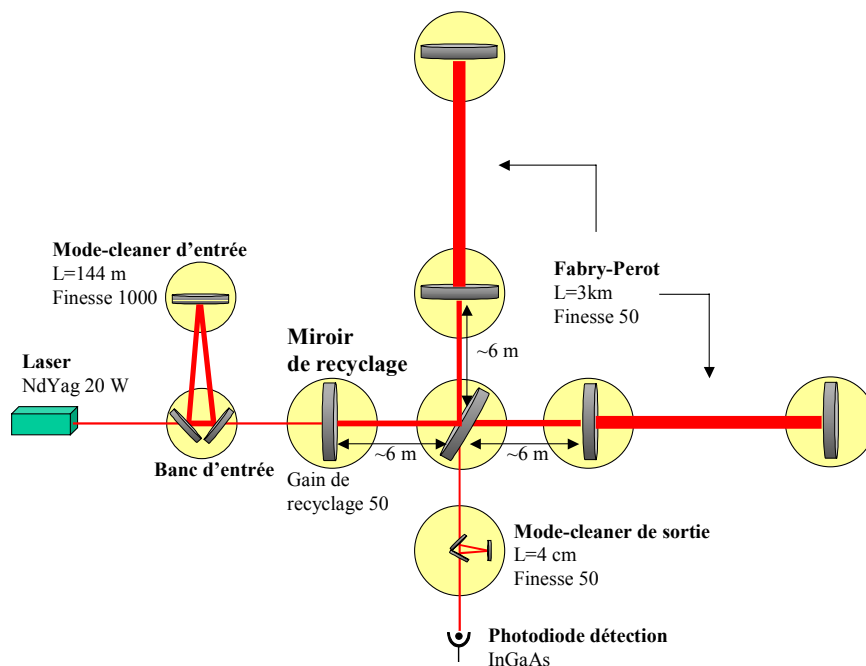 Mode-cleaner d'entrée
L=144 m
Finesse 1000
Fabry-Perot
L=3km
Finesse 50
Miroir
de recyclage
~6 m
Laser
NdYag 20 W
~6 m
~6 m
Banc d'entrée
Gain de
recyclage 50
Mode-cleaner de sortie
L=4 cm
Finesse 50
Photodiode détection
InGaAs